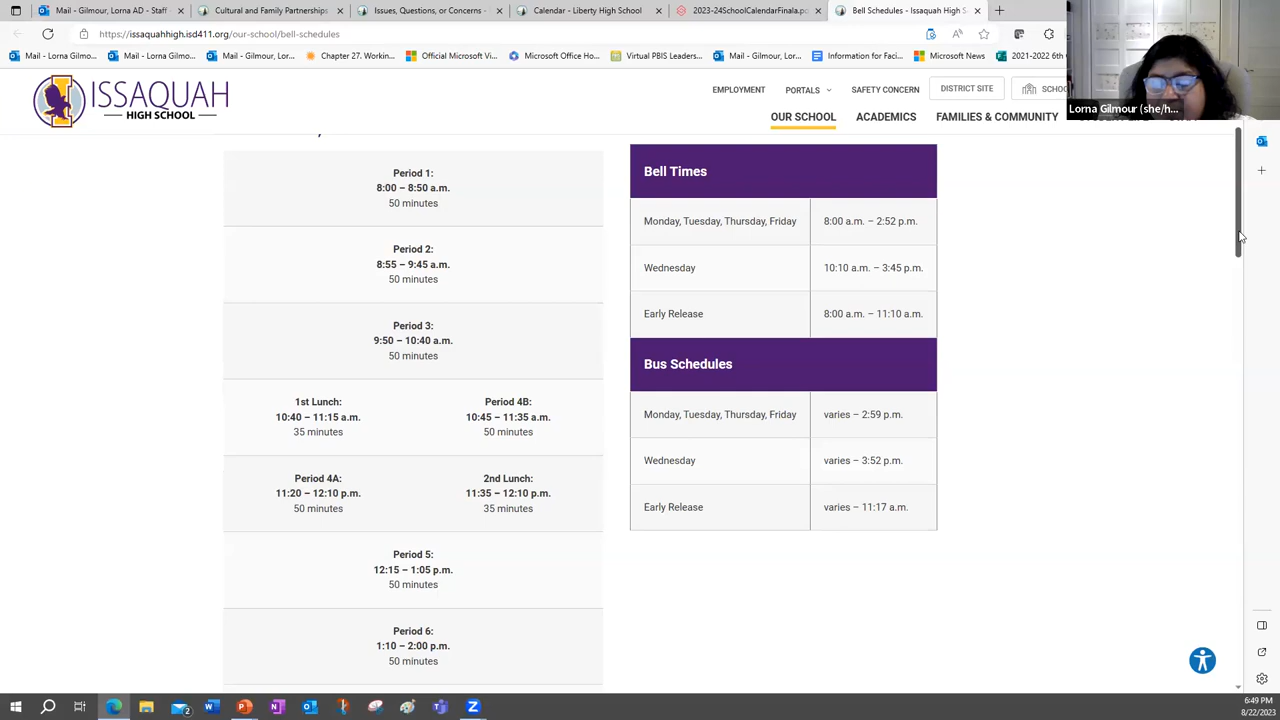 Mail - Gilmour, Lorna AD - Staff
Cultural and Family Partnerships
Issues, Questions, or Concerns -
Calendar - Liberty High School
2023-24SchoolCalendarFinala.pd
Bell Schedules - Issaquah High S
https://issaquahhigh.isd411.org/our-school/bell-schedules
Mail - Lorna Gilmo...
Mail - Lorna Gilmo...
Mail - Gilmour, Lor...
Chapter 27. Workin...
Official Microsoft V...
Microsoft Office Ho...
Virtual PBIS Meetin...
Mail - Gilmour, Lor...
Information for Faci...
Microsoft News
2021-2022 6th
Lorna Gilmour (she/h...
ISSAQUAH
HIGH SCHOOL
EMPLOYMENT
PORTALS
SAFETY CONCERN
DISTRICT SITE
SCHOO
OUR SCHOOL
ACADEMICS
FAMILIES & COMMUNITY
Period 1:
8:00 – 8:50 a.m.
50 minutes
Period 2:
8:55 – 9:45 a.m.
50 minutes
Period 3:
9:50 – 10:40 a.m.
50 minutes
1st Lunch:
10:40 – 11:15 a.m.
35 minutes
Period 4B:
10:45 – 11:35 a.m.
50 minutes
Period 4A:
11:20 – 12:10 p.m.
50 minutes
2nd Lunch:
11:35 – 12:10 p.m.
35 minutes
Period 5:
12:15 – 1:05 p.m.
50 minutes
Period 6:
1:10 – 2:00 p.m.
50 minutes
Bell Times
Monday, Tuesday, Thursday, Friday 8:00 a.m. – 2:52 p.m.
Wednesday 10:10 a.m. – 3:45 p.m.
Early Release 8:00 a.m. – 11:10 a.m.
Bus Schedules
Monday, Tuesday, Thursday, Friday varies – 2:59 p.m.
Wednesday varies – 3:52 p.m.
Early Release varies – 11:17 a.m.
6:49 PM
8/22/2023